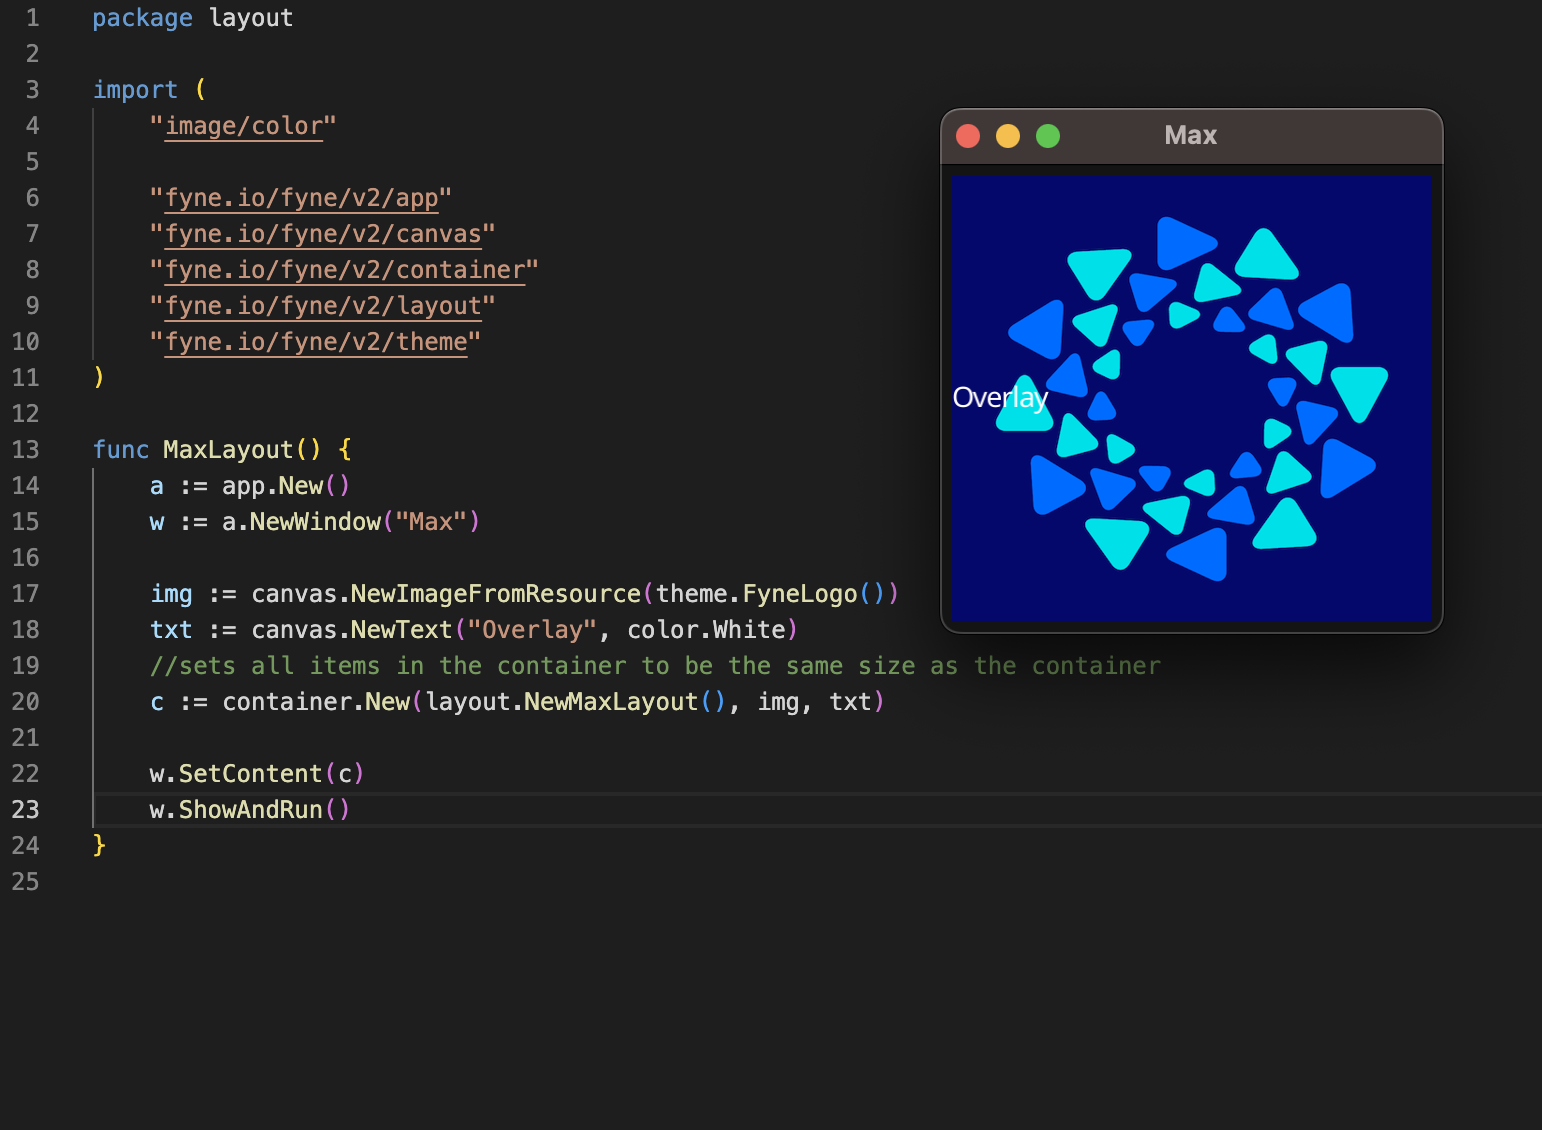 1 package layout
2
3 import (
4 "image/color"
5
6 "fyne.io/fyne/v2/app"
7 "fyne.io/fyne/v2/canvas"
8 "fyne.io/fyne/v2/container"
9 "fyne.io/fyne/v2/layout"
10 "fyne.io/fyne/v2/theme"
11 )
12
13 func MaxLayout() {
14 a := app.New()
15 w := a.NewWindow("Max")
16
17 img := canvas.NewImageFromResource(theme.FyneLogo())
18 txt := canvas.NewText("Overlay", color.White)
19 //sets all items in the container to be the same size as the container
20 c := container.New(layout.NewMaxLayout(), img, txt)
21
22 w.SetContent(c)
23 w.ShowAndRun()
24 }
25
Max
Overlay